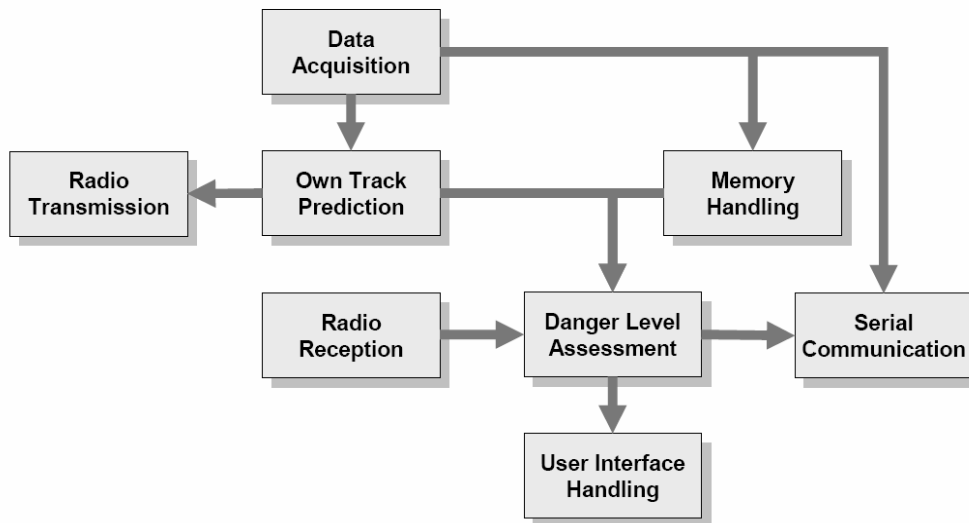 Data
Acquisition
Radio
Transmission
Own Track
Prediction
Memory
Handling
Radio
Reception
Danger Level
Assessment
Serial
Communication
User Interface
Handling